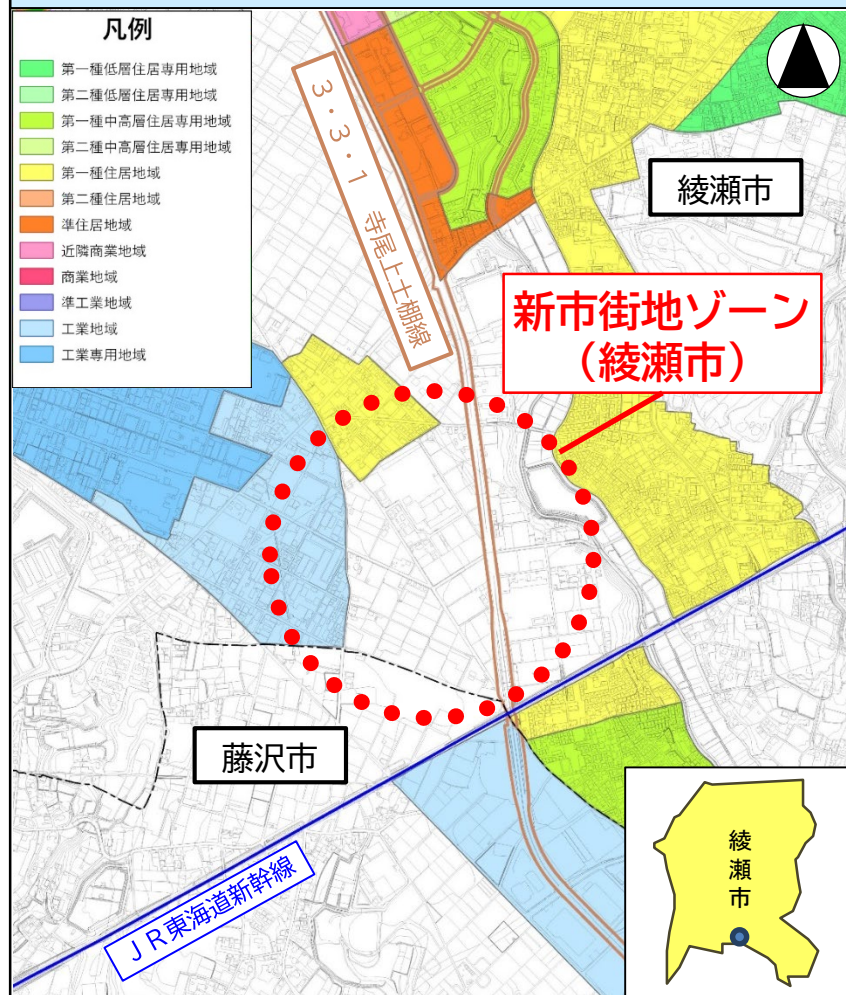 凡例
第一種低層住居専用地域
第二種低層住居専用地域
第一種中高層住居専用地域
第二種中高層住居専用地域
第一種住居地域
第二種住居地域
準住居地域
近隣商業地域
商業地域
準工業地域
工業地域
工業専用地域
3・3・1 寺尾上土棚線
綾瀬市
新市街地ゾーン
（綾瀬市）
藤沢市
JR東海道新幹線
綾瀬市